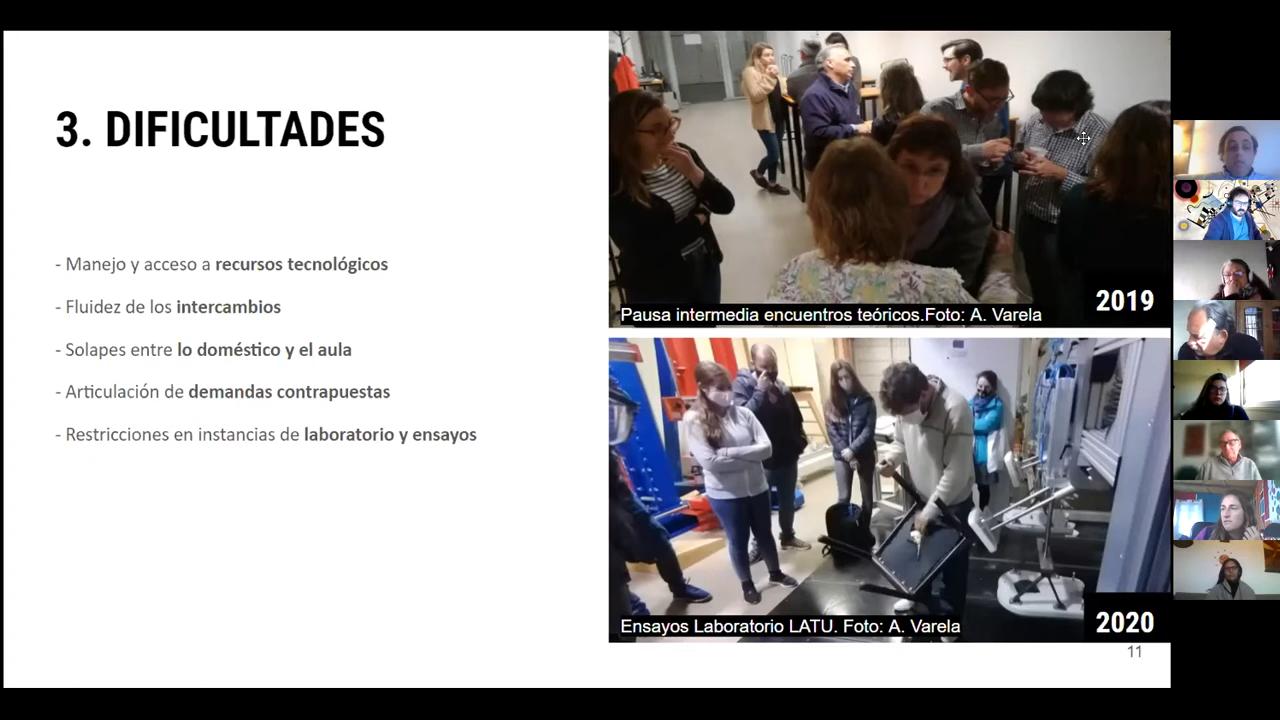 3. DIFICULTADES
- Manejo y acceso a recursos tecnológicos
- Fluidez de los intercambios
- Solapes entre lo doméstico y el aula
- Articulación de demandas contrapuestas
- Restricciones en instancias de laboratorio y ensayos
2019
Pausa intermedia encuentros teóricos.Foto: A. Varela
2020
Ensayos Laboratorio LATU. Foto: A. Varela
11